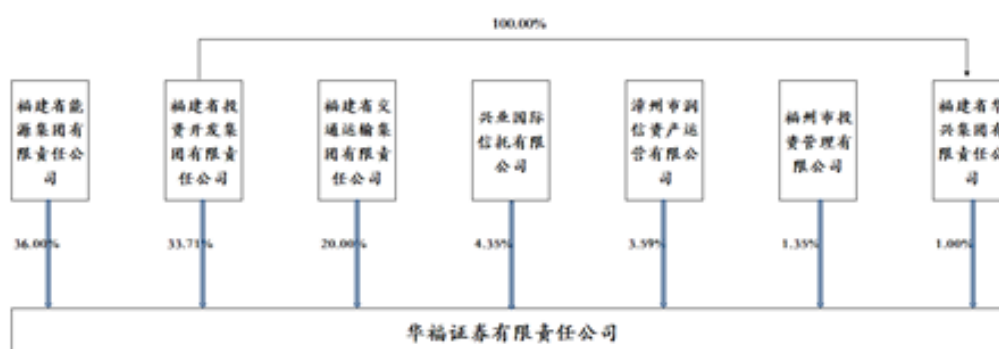 100.00%
福建省能
源集团有
限责任公
司
福建省投
资开发集
团有限责
任公司
福建省交
通运输集
团有限责
任公司
兴业国际
信托有限
公司
漳州市润
信资产运
营有限公
司
福州市投
资管理有
限公司
福建省华
兴集团有
限责任公
司
36.00%
33.71%
20.00%
4.35%
3.59%
1.35%
1.00%
华福证券有限责任公司